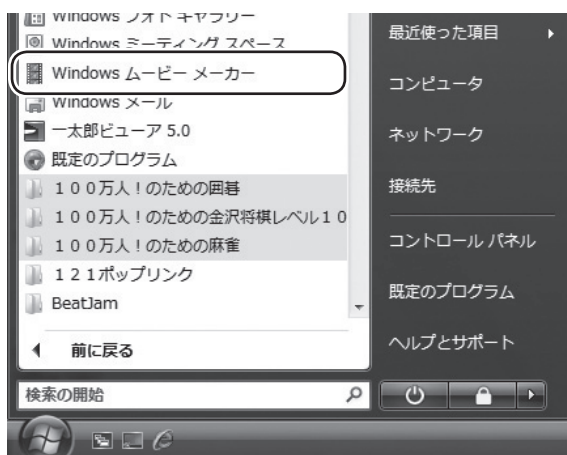 Windows フォト ギャラリー
Windows ミーティング スペース
Windows ムービー メーカー
Windows メール
一太郎ビューア 5.0
既定のプログラム
１００万人！のための囲碁
１００万人！のための金沢将棋レベル１０
１００万人！のための麻雀
１２１ポップリンク
BeatJam
前に戻る
検索の開始
最近使った項目
コンピュータ
ネットワーク
接続先
コントロール パネル
既定のプログラム
ヘルプとサポート